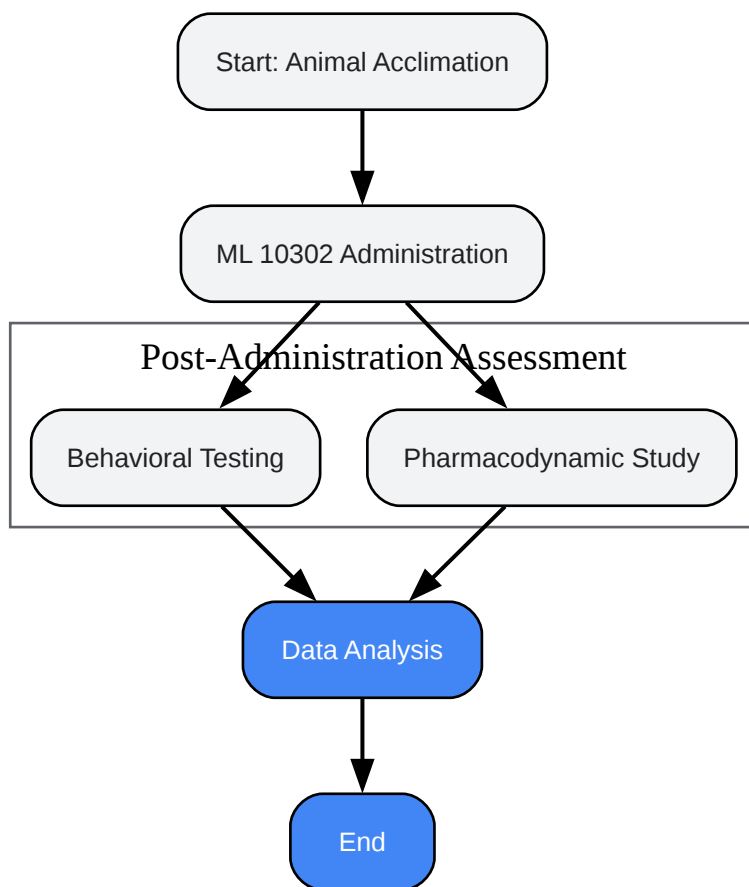 Start: Animal Acclimation
ML 10302 Administration
Post-Administration Assessment
Behavioral Testing
Pharmacodynamic Study
Data Analysis
End